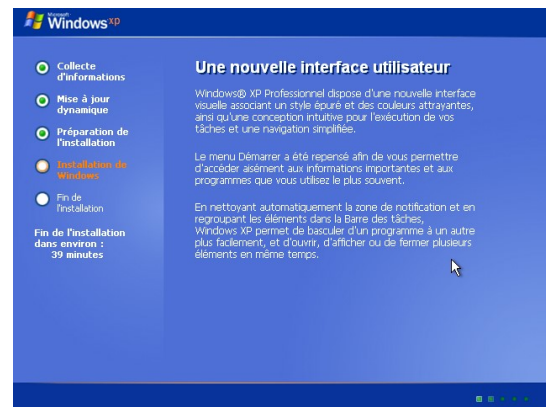 Microsoft
Windows xp
Collecte
d'informations
Mise à jour
dynamique
Préparation de
l'installation
Installation de
Windows
Fin de
l'installation
Fin de l'installation
dans environ :
39 minutes
Une nouvelle interface utilisateur
Windows® XP Professionnel dispose d'une nouvelle interface
visuelle associant un style épuré et des couleurs attrayantes,
ainsi qu'une conception intuitive pour l'exécution de vos
tâches et une navigation simplifiée.
Le menu Démarrer a été repensé afin de vous permettre
d'accéder aisément aux informations importantes et aux
programmes que vous utilisez le plus souvent.
En nettoyant automatiquement la zone de notification et en
regroupant les éléments dans la Barre des tâches,
Windows XP permet de basculer d'un programme à un autre
plus facilement, et d'ouvrir, d'afficher ou de fermer plusieurs
éléments en même temps.